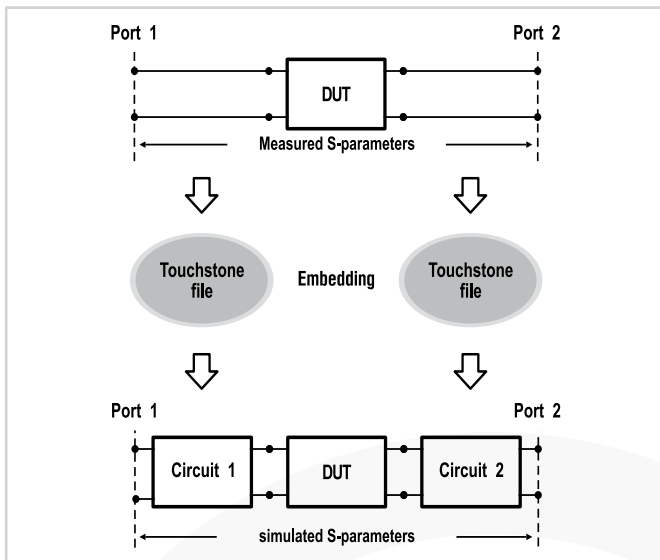 Port 1
Port 2
DUT
Measured S-parameters
Touchstone
file
Embedding
Touchstone
file
Port 1
Port 2
Circuit 1
DUT
Circuit 2
simulated S-parameters